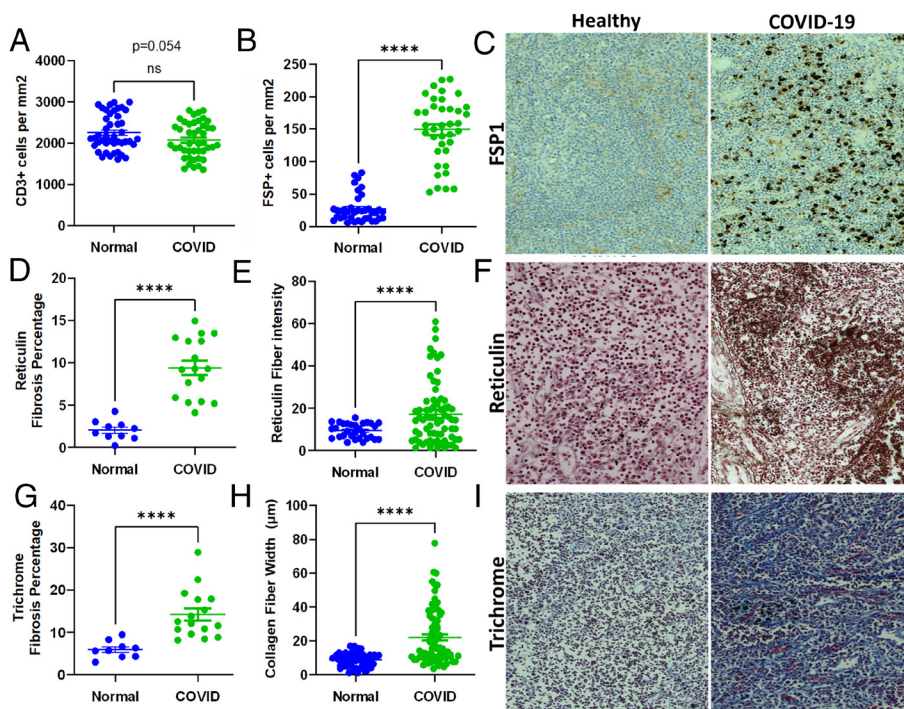 Healthy
COVID-19
A
p=0.054
ns
CD3+ cells per mm2
4000
3000
2000
1000
0
Normal
COVID
B
****
FSP+ cells per mm2
250
200
150
100
50
0
Normal
COVID
C
FSP1
D
****
Reticulin
Fibrosis Percentage
20
15
10
5
0
Normal
COVID
E
****
Reticulin Fiber intensity
80
60
40
20
0
Normal
COVID
F
Reticulin
G
****
Trichrome
Fibrosis Percentage
40
30
20
10
0
Normal
COVID
H
****
Collagen Fiber Width (μm)
100
80
60
40
20
0
Normal
COVID
I
Trichrome